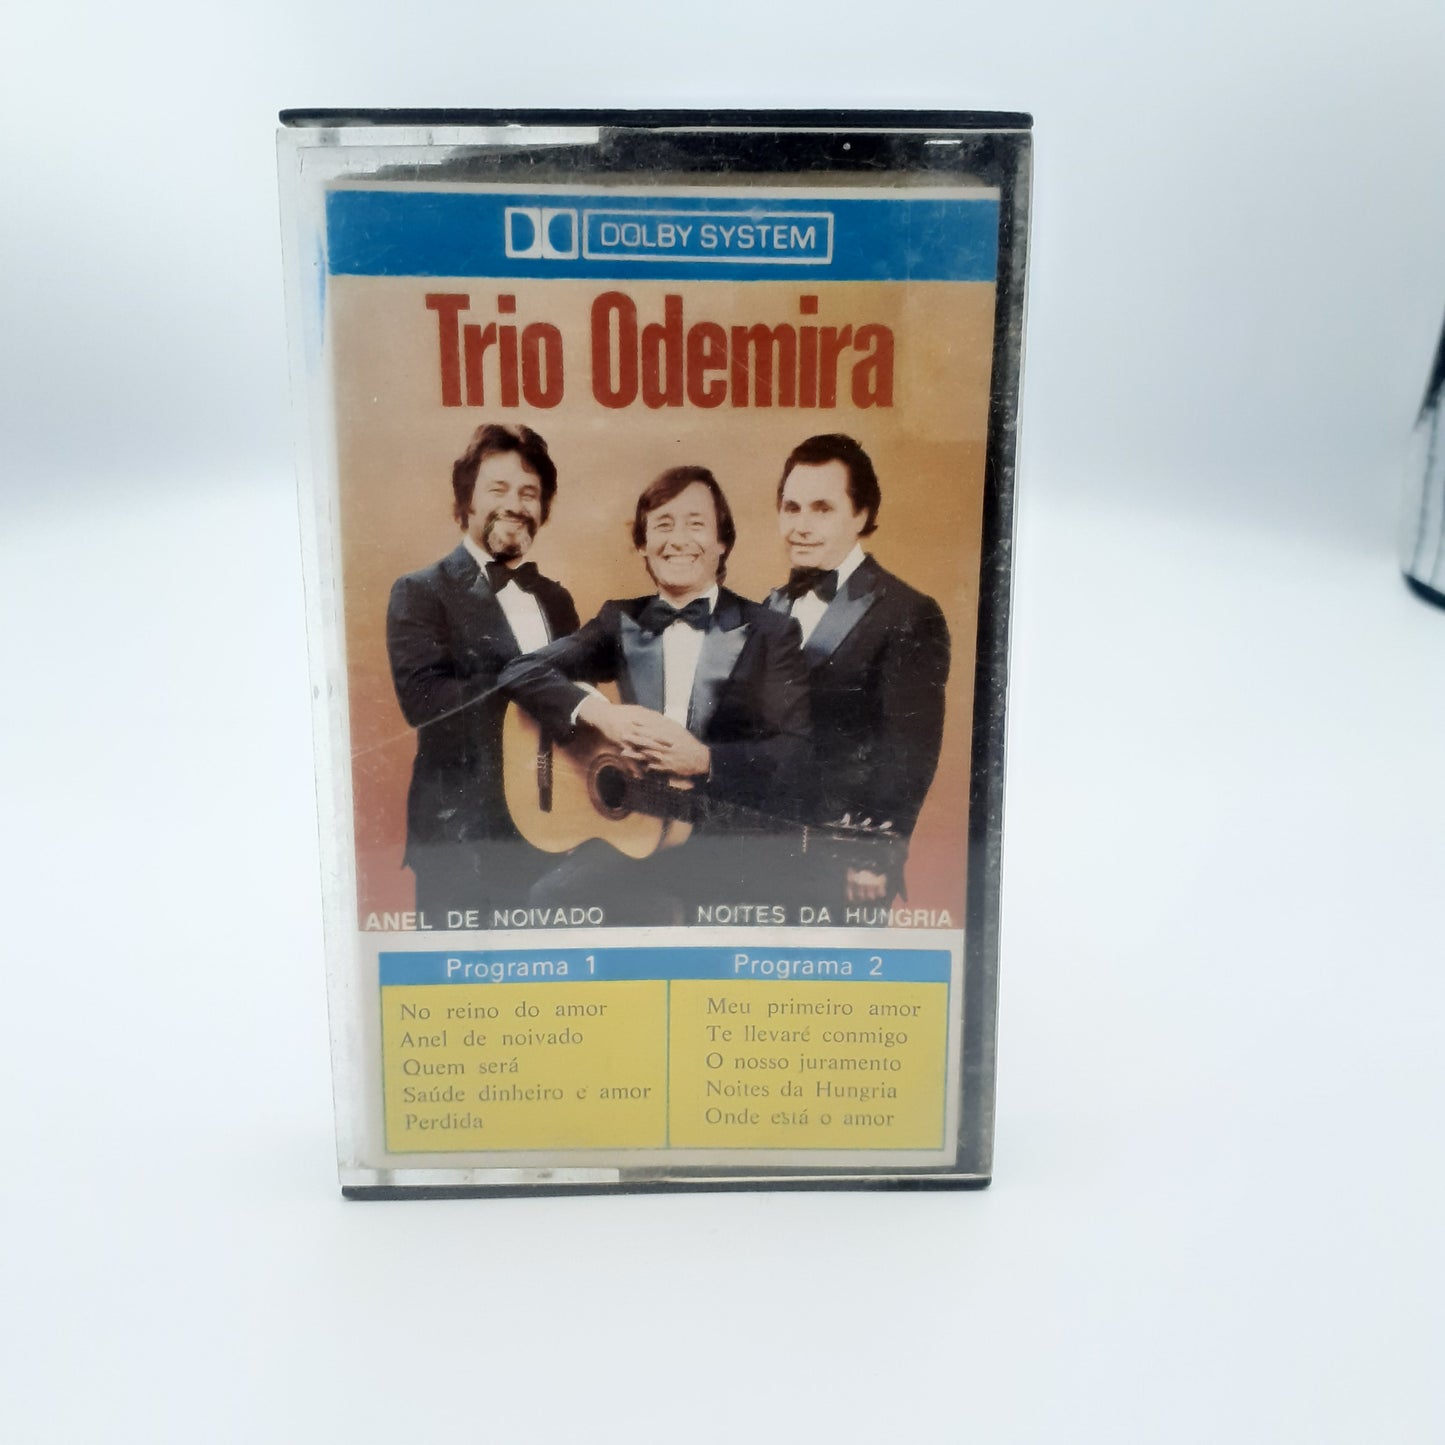 DOLBY SYSTEM
Trio Odemira
ANEL DE NOIVADO
NOITES DA HUNGRIA
Programa 1
No reino do amor
Anel de noivado
Quem será
Saúde dinheiro e amor
Perdida
Programa 2
Meu primeiro amor
Te llevaré conmigo
O nosso juramento
Noites da Hungria
Onde está o amor